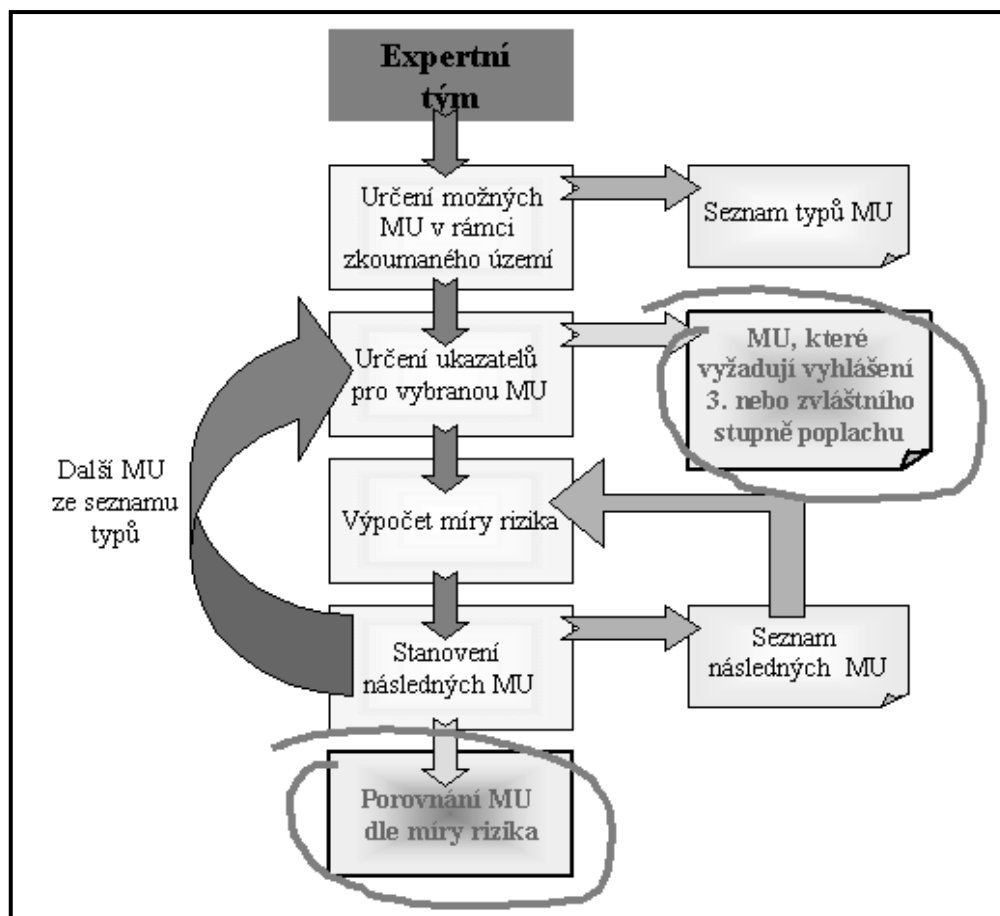 Expertní
tým
Určení možných
MU v rámci
zkoumaného území
Seznam typů MU
Určení ukazatelů
pro vybranou MU
MU, které
vyžadují vyhlášení
3. nebo zvláštního
stupně poplachu
Další MU
ze seznamu
typů
Výpočet míry rizika
Stanovení
následných MU
Seznam
následných MU
Porovnání MU
dle míry rizika